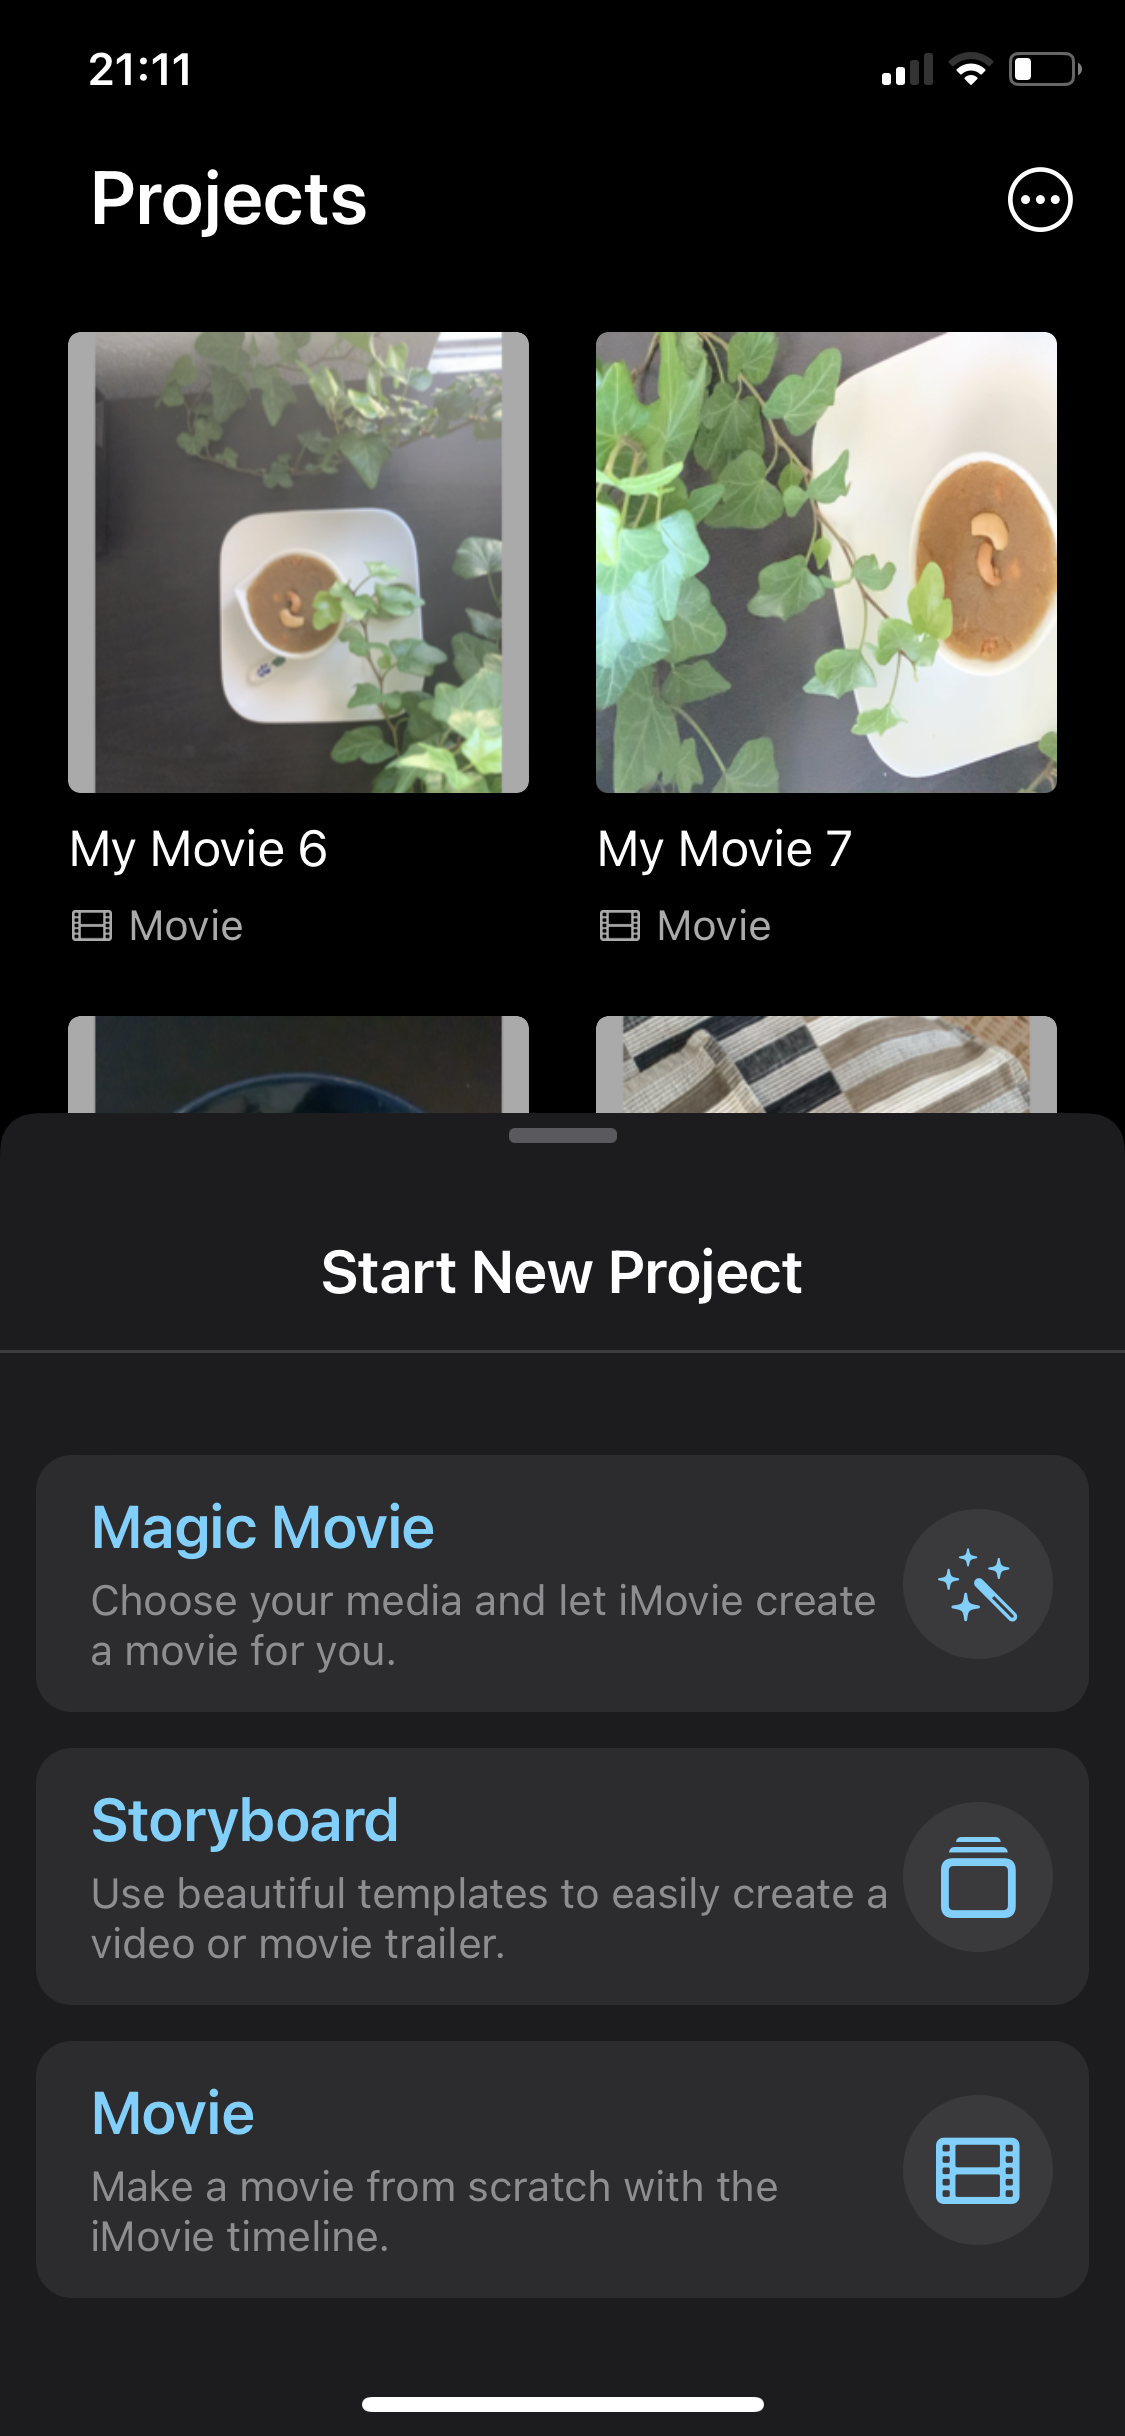 21:11
Projects
My Movie 6
My Movie 7
Movie
Movie
Start New Project
Magic Movie
Choose your media and let iMovie create
a movie for you.
Storyboard
Use beautiful templates to easily create a
video or movie trailer.
Movie
Make a movie from scratch with the
iMovie timeline.